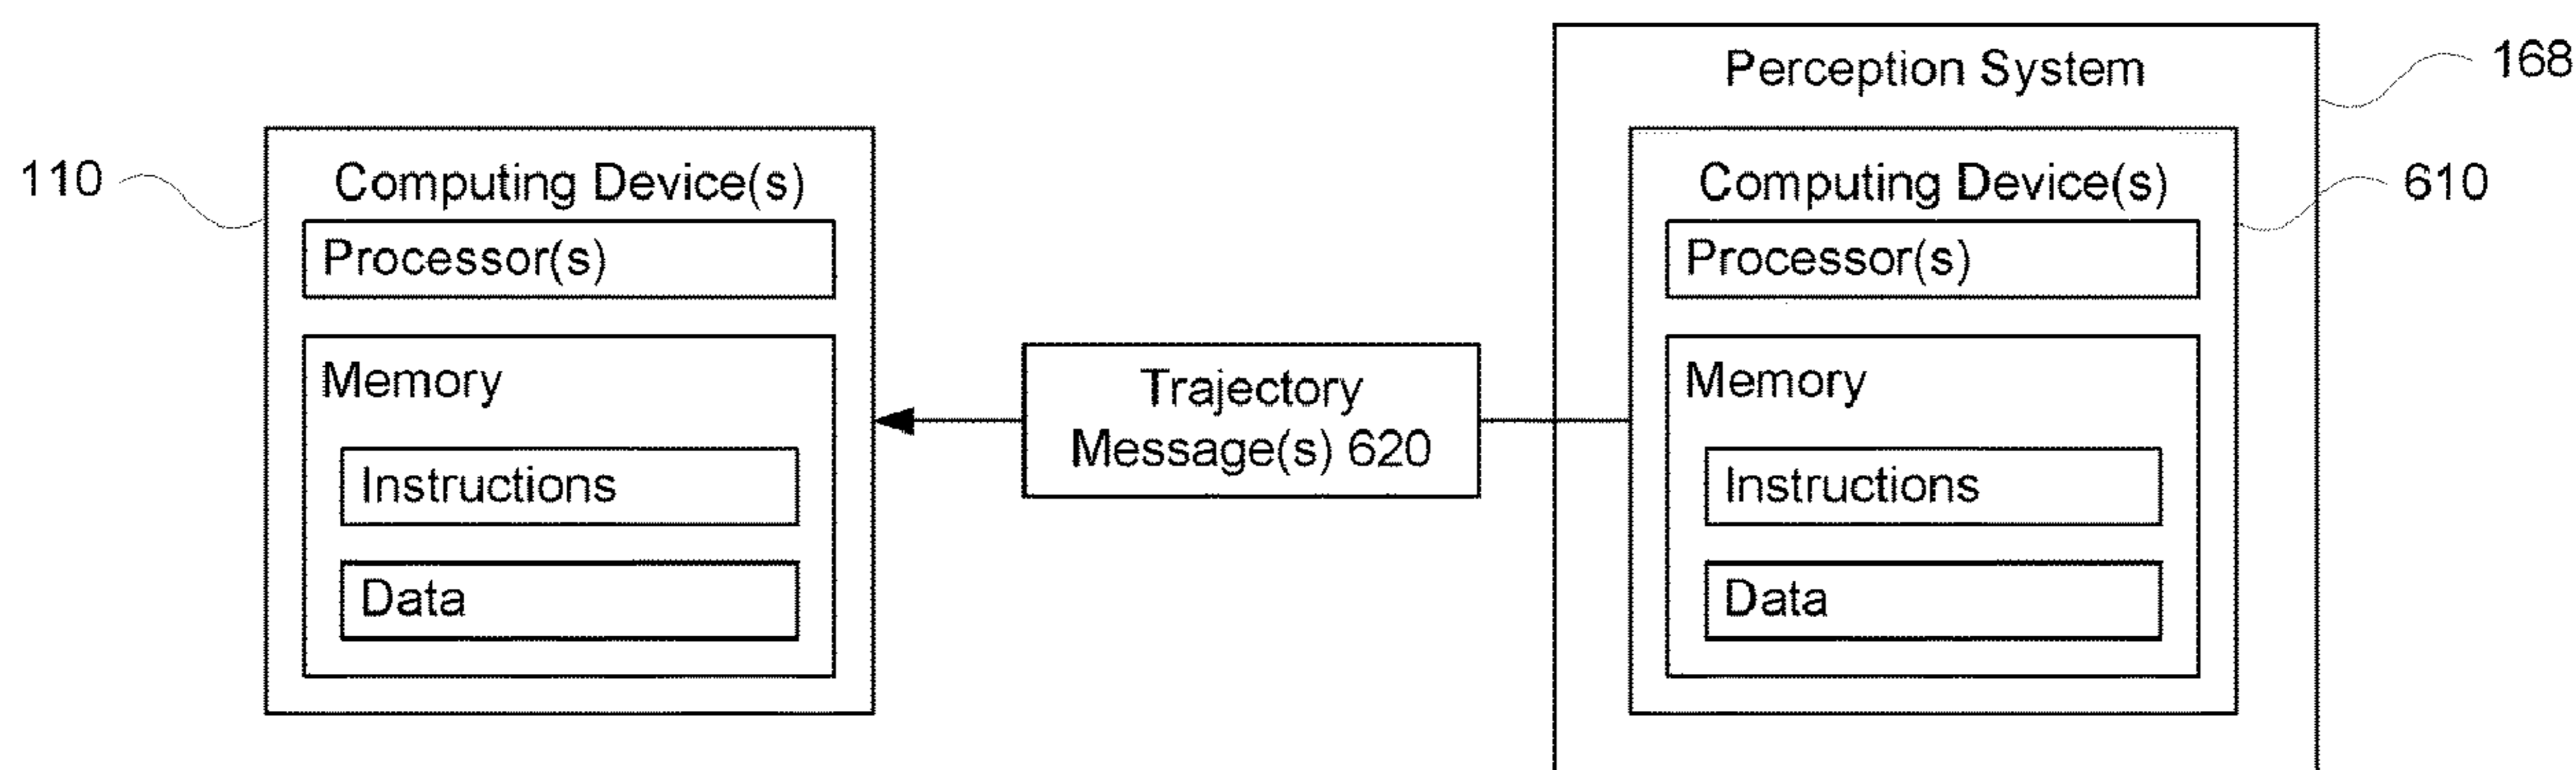 Perception System
168
110
Computing Device(s)
Processor(s)
Memory
Instructions
Data
Trajectory
Message(s) 620
Computing Device(s)
610
Processor(s)
Memory
Instructions
Data